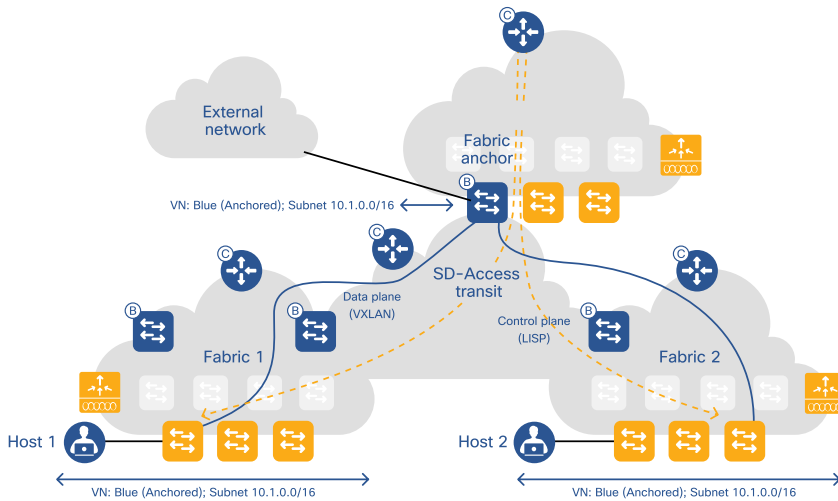 C
External
network
Fabric
anchor
B
VN: Blue (Anchored); Subnet 10.1.0.0/16
C
C
C
SD-Access
transit
Data plane
(VXLAN)
B
B
Control plane
(LISP)
B
Fabric 1
Fabric 2
Host 1
Host 2
VN: Blue (Anchored); Subnet 10.1.0.0/16
VN: Blue (Anchored); Subnet 10.1.0.0/16